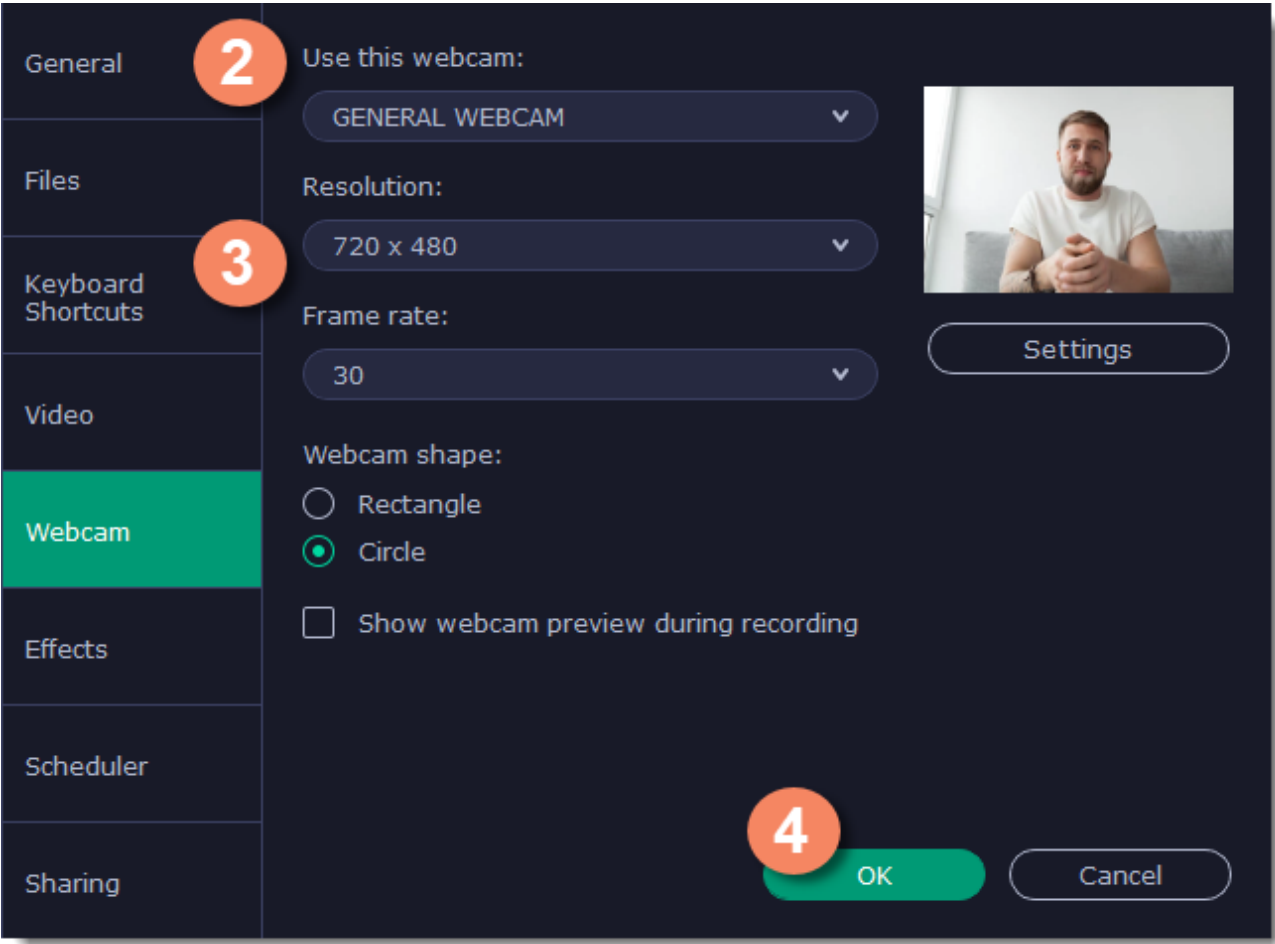 General
Files
Keyboard
Shortcuts
Video
Webcam
Effects
Scheduler
Sharing
2
Use this webcam:
GENERAL WEBCAM
Resolution:
3
720 x 480
Frame rate:
30
Settings
Webcam shape:
Rectangle
Circle
Show webcam preview during recording
4
OK
Cancel